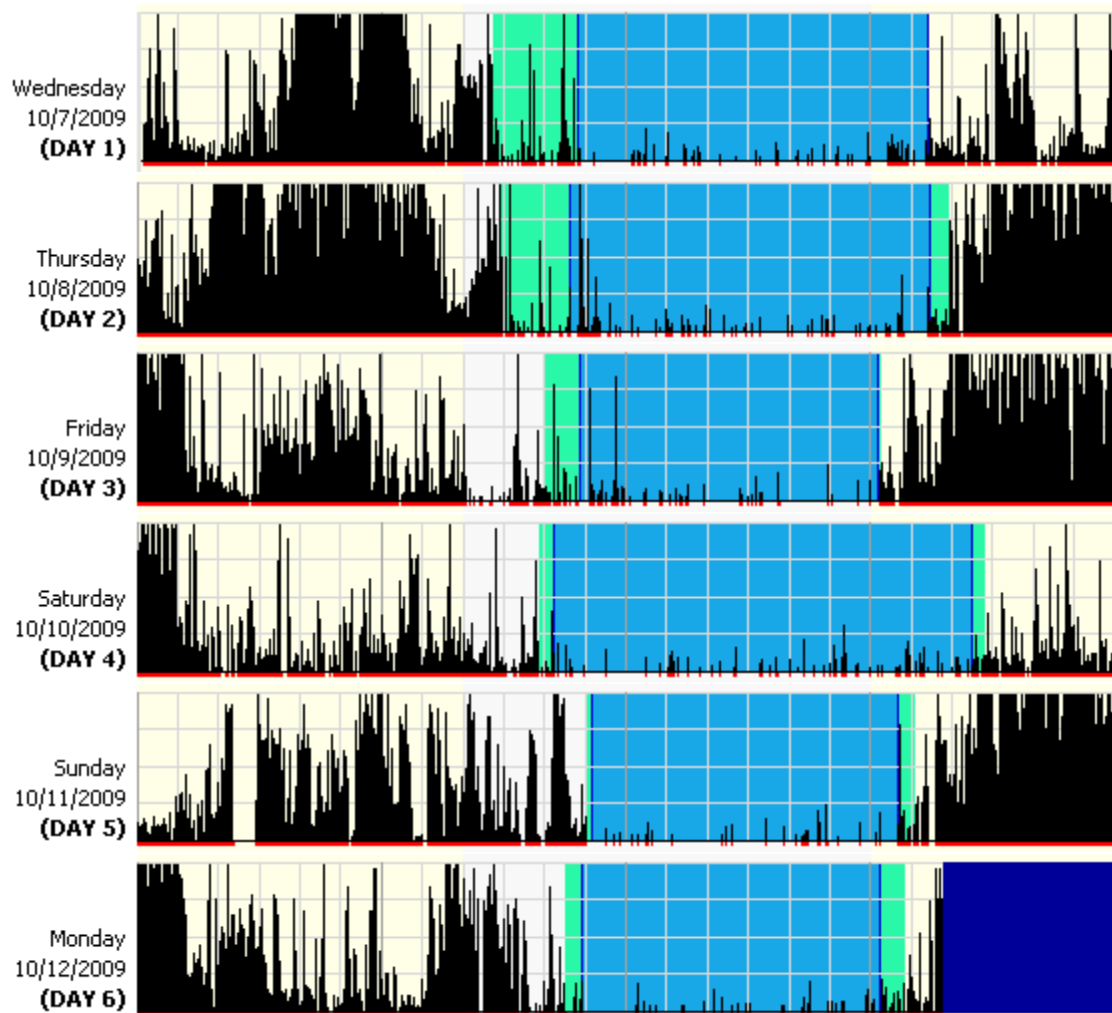 Wednesday
10/7/2009
(DAY 1)
Thursday
10/8/2009
(DAY 2)
Friday
10/9/2009
(DAY 3)
Saturday
10/10/2009
(DAY 4)
Sunday
10/11/2009
(DAY 5)
Monday
10/12/2009
(DAY 6)